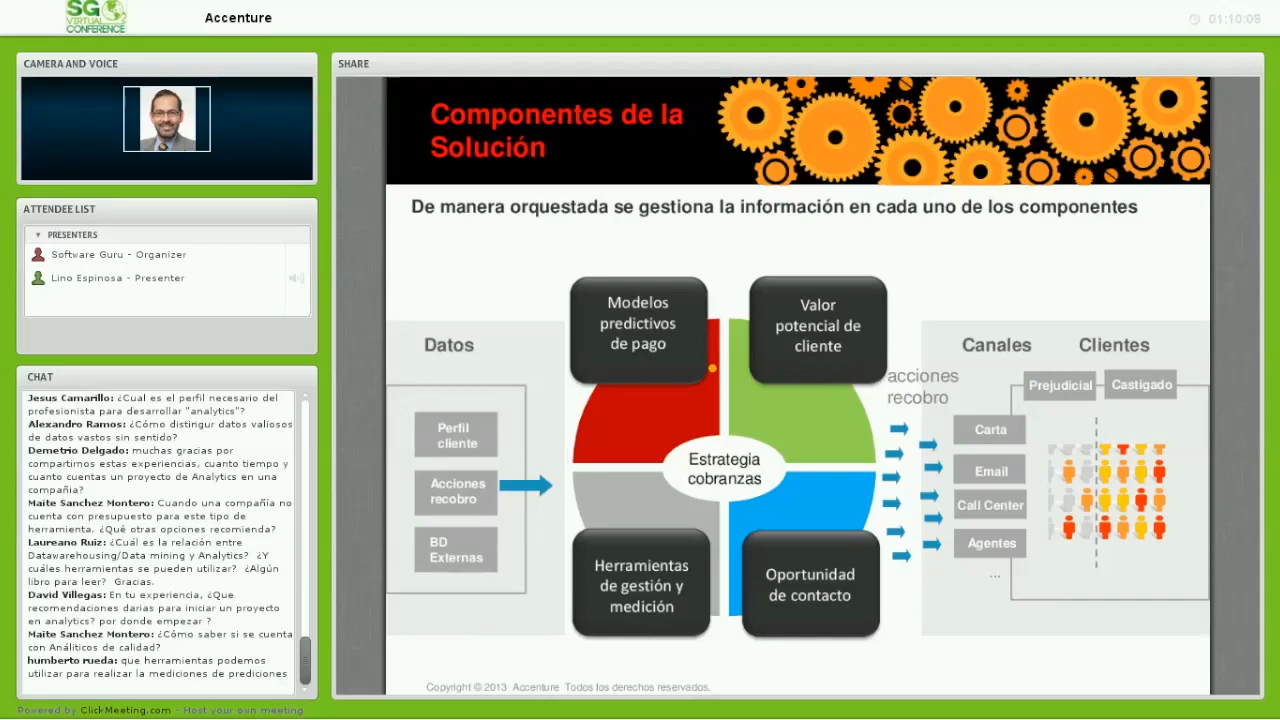 SG
VIRTUAL
CONFERENCE
Accenture
01:10:09
CAMERA AND VOICE
ATTENDEE LIST
PRESENTERS
Software Guru - Organizer
Lino Espinosa - Presenter
CHAT
Jesus Camarillo: ¿Cual es el perfil necesario del
profesionista para desarrollar "analytics"?
Alexandro Ramos: ¿Cómo distingur datos valiosos
de datos vastos sin sentido?
Demetrio Delgado: muchas gracias por
compartirnos estas experiencias, cuanto tiempo y
cuanto cuentas un proyecto de Analytics en una
compañia?
Maite Sanchez Montero: Cuando una compañía no
cuenta con presupuesto para este tipo de
herramienta. ¿Qué otras opciones recomienda?
Laureano Ruiz: ¿Cuál es la relación entre
Datawarehousing/Data mining y Analytics? ¿Y
cuáles herramientas se pueden utilizar? ¿Algún
libro para leer? Gracias.
David Villegas: En tu experiencia, ¿Que
recomendaciones darias para iniciar un proyecto
en analytics? por donde empezar ?
Maite Sanchez Montero: ¿Cómo saber si se cuenta
con Análiticos de calidad?
humberto rueda: que herramientas podemos
utilizar para realizar la mediciones de prediciones
Powered by ClickMeeting.com - Host your own meeting
SHARE
Componentes de la
Solución
De manera orquestada se gestiona la información en cada uno de los componentes
Datos
Perfil
cliente
Acciones
recobro
BD
Externas
Modelos
predictivos
de pago
Valor
potencial de
cliente
Estrategia
cobranzas
Herramientas
de gestión y
medición
Oportunidad
de contacto
acciones
recobro
Canales
Clientes
Prejudicial
Castigado
Carta
Email
Call Center
Agentes
...
Copyright © 2013 Accenture Todos los derechos reservados.